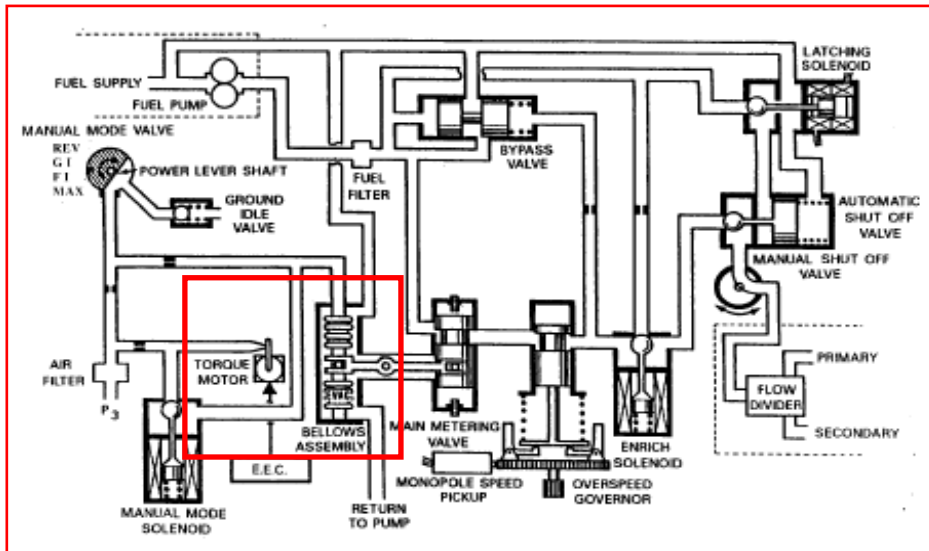 LATCHING
SOLENOID
FUEL SUPPLY
FUEL PUMP
MANUAL MODE VALVE
REV
G I
F I
MAX
POWER LEVER SHAFT
BYPASS
VALVE
FUEL
FILTER
GROUND
IDLE
VALVE
AUTOMATIC
SHUT OFF
VALVE
MANUAL SHUT OFF
VALVE
TORQUE
MOTOR
AIR
FILTER
P3
VAC
BELLOWS
ASSEMBLY
MAIN METERING
VALVE
E.E.C.
MONOPOLE SPEED
PICKUP
OVERSPEED
GOVERNOR
ENRICH
SOLENOID
PRIMARY
FLOW
DIVIDER
SECONDARY
MANUAL MODE
SOLENOID
RETURN
TO PUMP